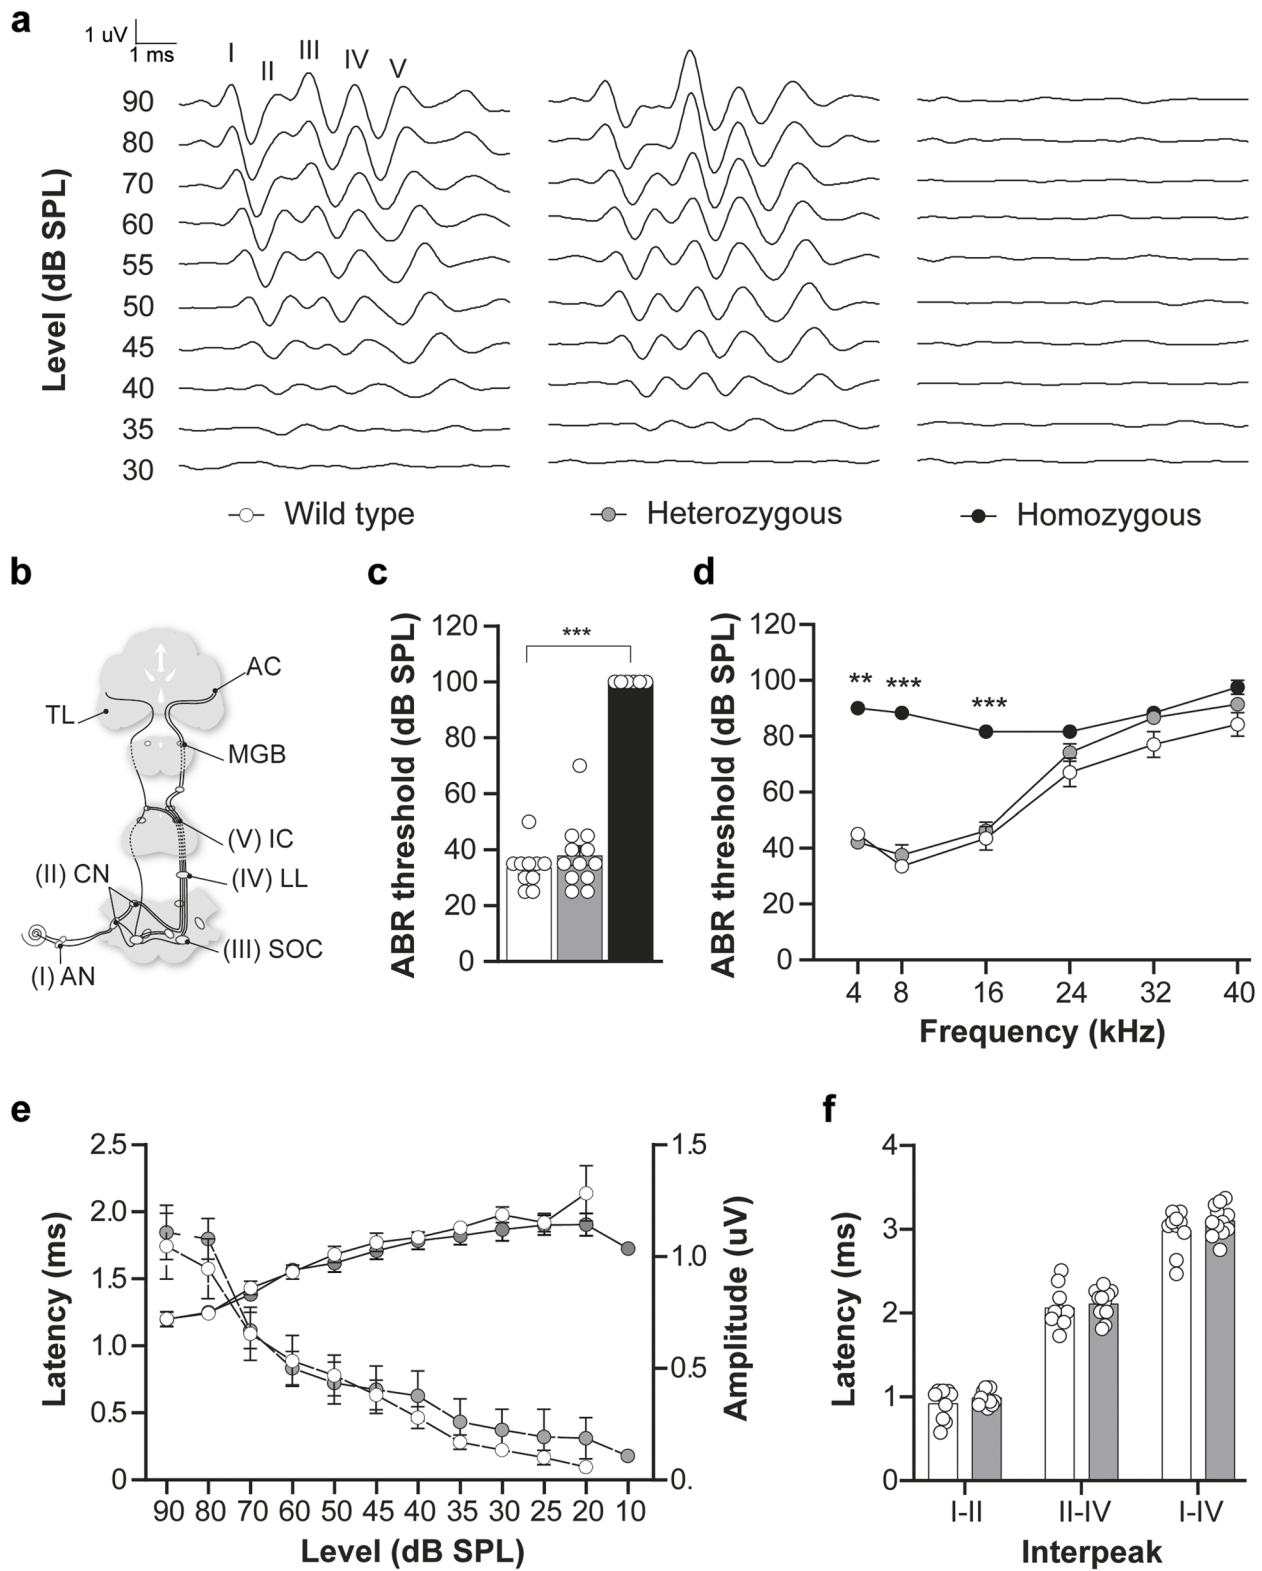 a
1 uV
1 ms
I
II
III
IV
V
Level (dB SPL)
90
80
70
60
55
50
45
40
35
30
Wild type
Heterozygous
Homozygous
b
AC
TL
MGB
(V) IC
(II) CN
(IV) LL
(III) SOC
(I) AN
c
ABR threshold (dB SPL)
120
100
80
60
40
20
0
***
d
ABR threshold (dB SPL)
120
100
80
60
40
20
0
** *** ***
4 8 16 24 32 40
Frequency (kHz)
e
Latency (ms)
2.5
2.0
1.5
1.0
0.5
0
1.5
1.0
0.5
0.
Amplitude (uV)
90 80 70 60 50 45 40 35 30 25 20 10
Level (dB SPL)
f
Latency (ms)
4
3
2
1
0
I-II II-IV I-IV
Interpeak